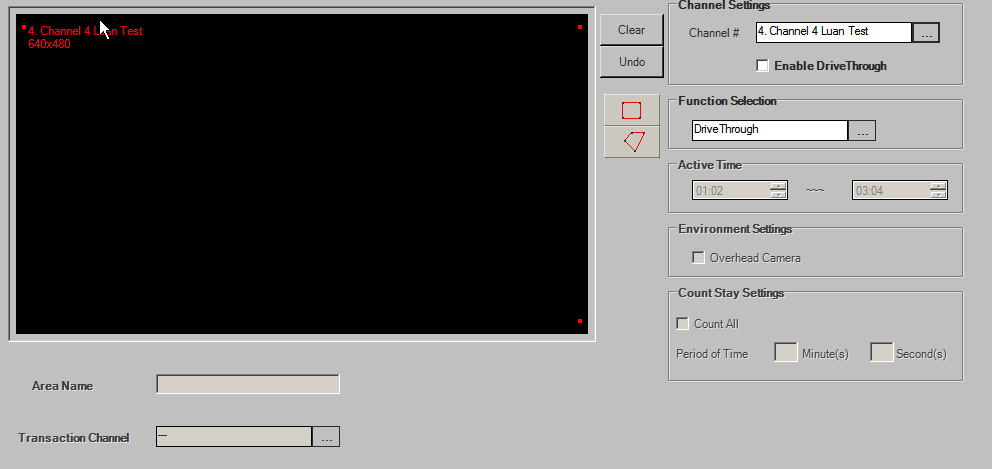 4. Channel 4 Luan Test
640x480
Clear
Undo
Channel Settings
Channel # 4. Channel 4 Luan Test ...
Enable DriveThrough
Function Selection
DriveThrough ...
Active Time
01:02 ~~~ 03:04
Environment Settings
Overhead Camera
Count Stay Settings
Count All
Period of Time Minute(s) Second(s)
Area Name
Transaction Channel --- ...